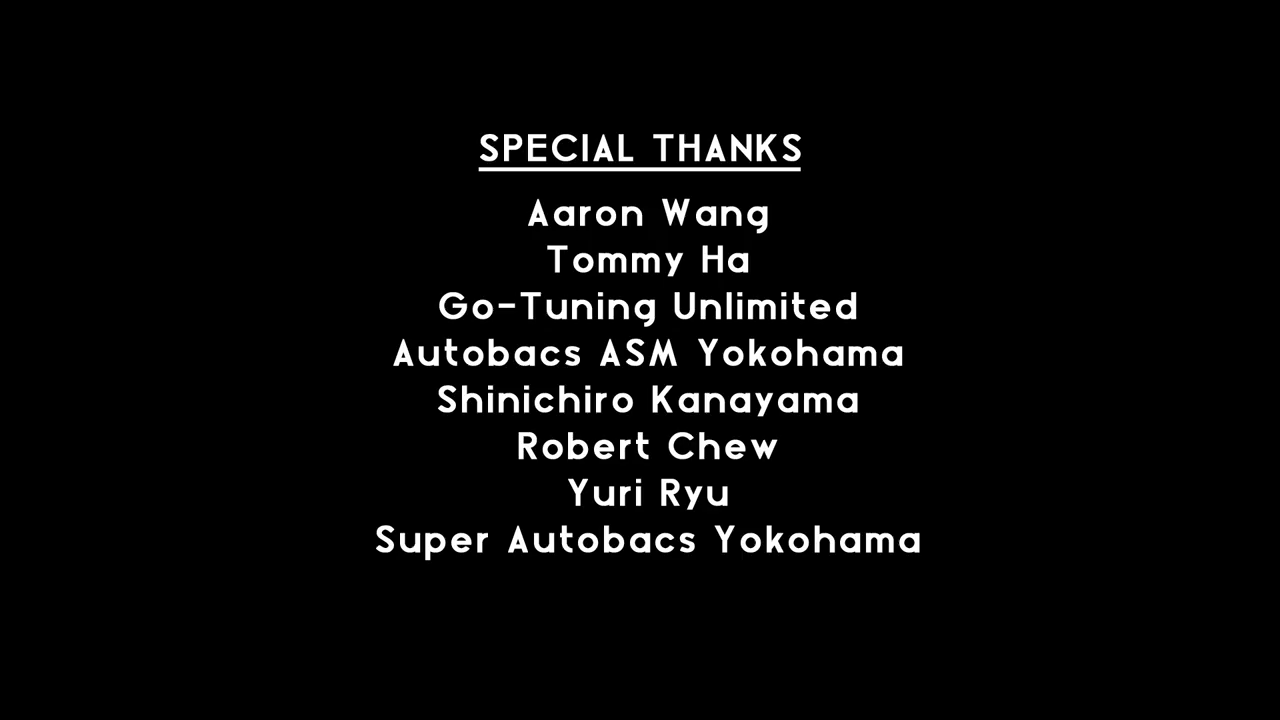 SPECIAL THANKS
Aaron Wang
Tommy Ha
Go-Tuning Unlimited
Autobacs ASM Yokohama
Shinichiro Kanayama
Robert Chew
Yuri Ryu
Super Autobacs Yokohama